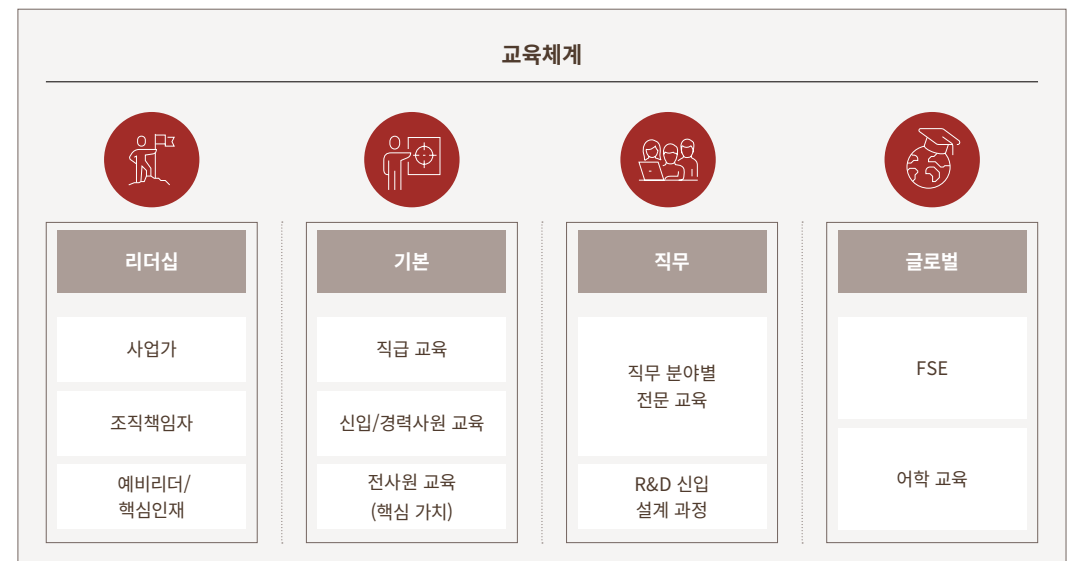 교육체계
리더십
사업가
조직책임자
예비리더/
핵심인재
기본
직급 교육
신입/경력사원 교육
전사원 교육
(핵심 가치)
직무
직무 분야별
전문 교육
R&D 신입
설계 과정
글로벌
FSE
어학 교육